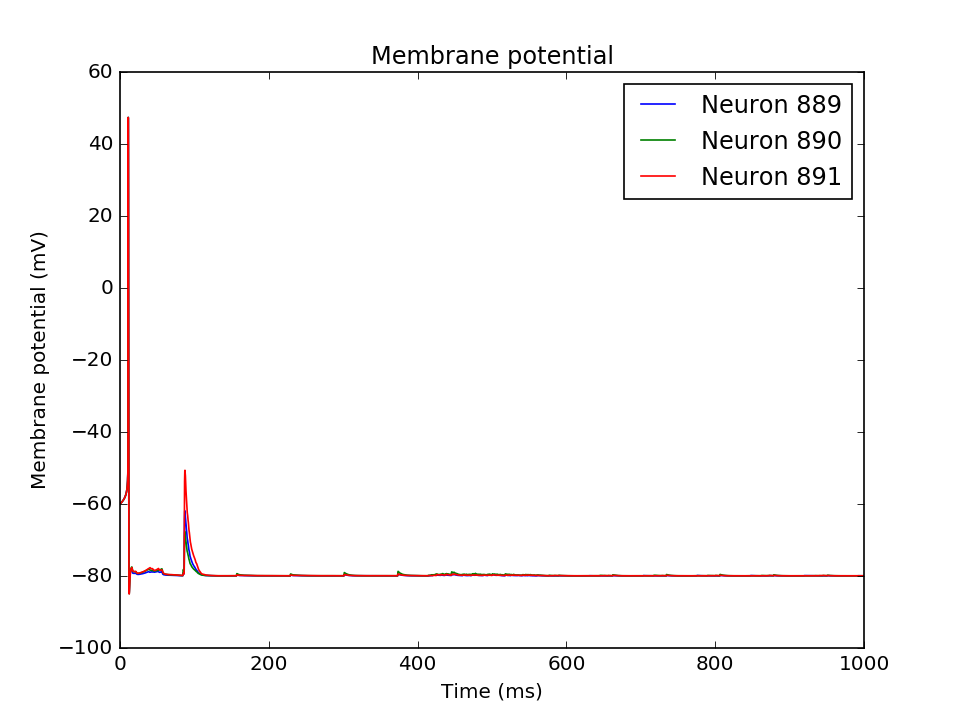 Membrane potential
Neuron 889
Neuron 890
Neuron 891
Membrane potential (mV)
60
40
20
0
−20
−40
−60
−80
−100
0 200 400 600 800 1000
Time (ms)